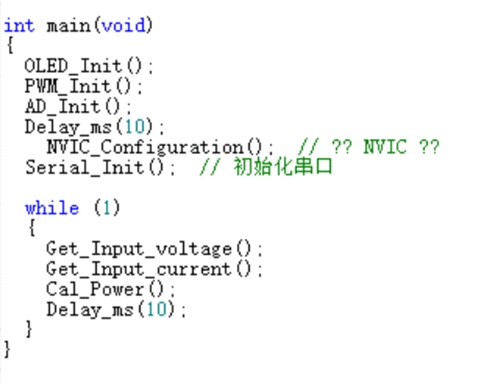 int main(void)
{
  OLED_Init();
  PWM_Init();
  AD_Init();
  Delay_ms(10);
    NVIC_Configuration();  // ?? NVIC ??
  Serial_Init();  // 初始化串口

  while (1)
  {
    Get_Input_voltage();
    Get_Input_current();
    Cal_Power();
    Delay_ms(10);
  }
}